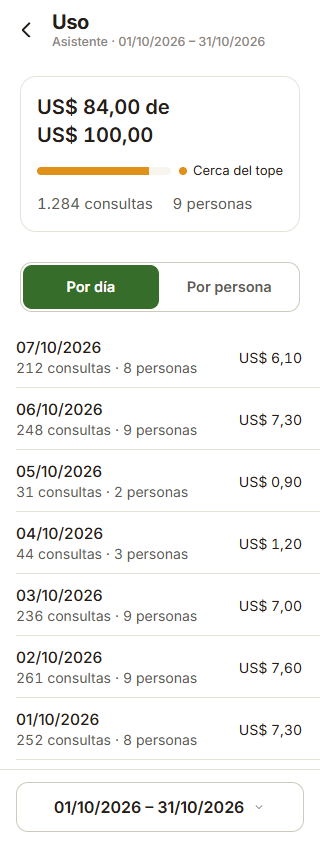 Uso
Asistente · 01/10/2026 – 31/10/2026
US$ 84,00 de
US$ 100,00
Cerca del tope
1.284 consultas 9 personas
Por día Por persona
07/10/2026
212 consultas · 8 personas US$ 6,10
06/10/2026
248 consultas · 9 personas US$ 7,30
05/10/2026
31 consultas · 2 personas US$ 0,90
04/10/2026
44 consultas · 3 personas US$ 1,20
03/10/2026
236 consultas · 9 personas US$ 7,00
02/10/2026
261 consultas · 9 personas US$ 7,60
01/10/2026
252 consultas · 8 personas US$ 7,30
01/10/2026 – 31/10/2026